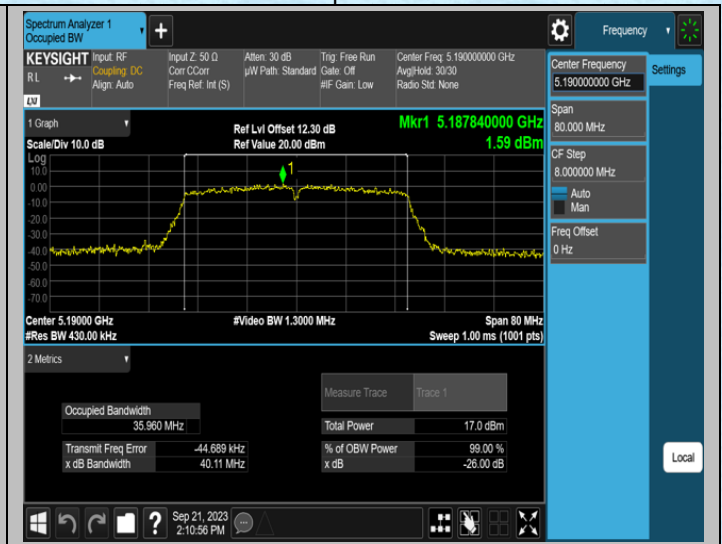 Spectrum Analyzer 1
Occupied BW
Frequency
KEYSIGHT
RL
LXI
Input: RF
Coupling: DC
Align: Auto
Input Z: 50 Ω
Corr CCorr
Freq Ref: Int (S)
Atten: 30 dB
µW Path: Standard
Trig: Free Run
Gate: Off
#IF Gain: Low
Center Freq: 5.190000000 GHz
Avg|Hold: 30/30
Radio Std: None
Center Frequency
5.190000000 GHz
Settings
Span
80.000 MHz
CF Step
8.000000 MHz
Auto
Man
Freq Offset
0 Hz
Local
1 Graph
Scale/Div 10.0 dB
Ref Lvl Offset 12.30 dB
Ref Value 20.00 dBm
Mkr1 5.187840000 GHz
1.59 dBm
Log
10.0
0.00
-10.0
-20.0
-30.0
-40.0
-50.0
-60.0
-70.0
1
Center 5.19000 GHz
#Res BW 430.00 kHz
#Video BW 1.3000 MHz
Span 80 MHz
Sweep 1.00 ms (1001 pts)
2 Metrics
Measure Trace Trace 1
Occupied Bandwidth
35.960 MHz
Total Power 17.0 dBm
Transmit Freq Error -44.689 kHz
% of OBW Power 99.00 %
x dB Bandwidth 40.11 MHz
x dB -26.00 dB
?
Sep 21, 2023
2:10:56 PM